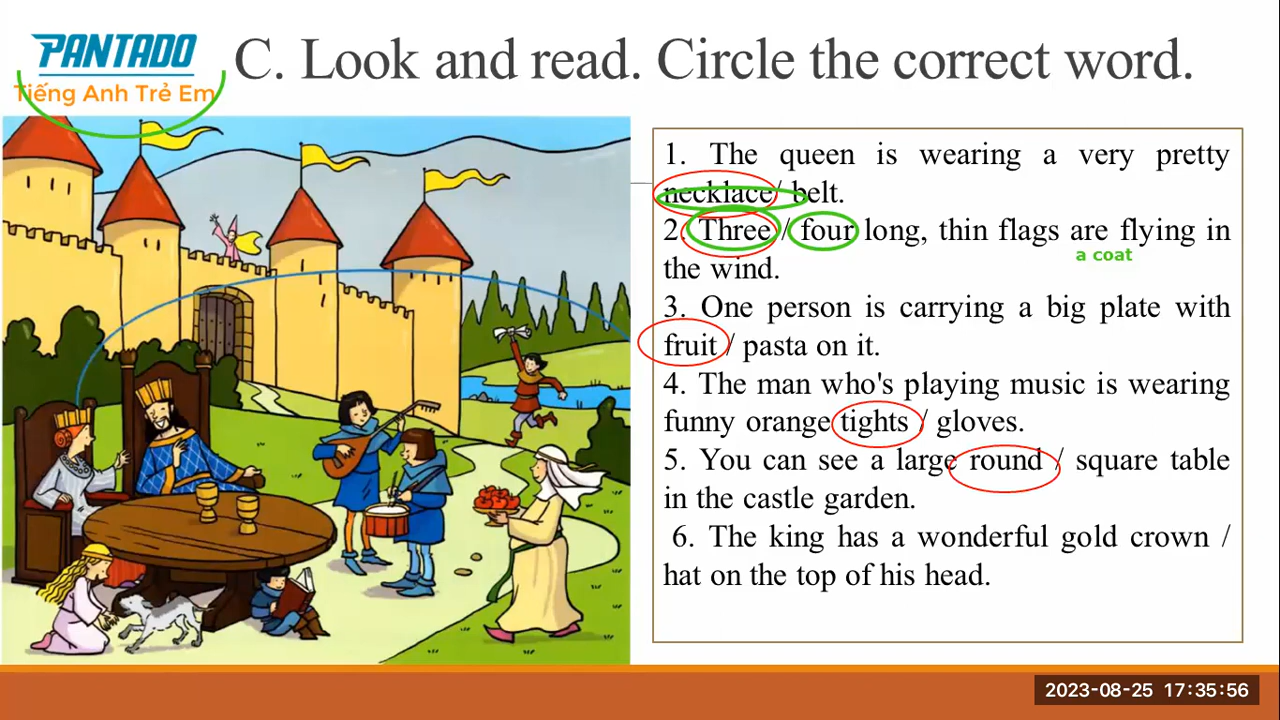 PANTADO
Tiếng Anh Trẻ Em
C. Look and read. Circle the correct word.
1. The queen is wearing a very pretty
necklace/ belt.
2. Three / four long, thin flags are flying in
a coat
the wind.
3. One person is carrying a big plate with
fruit / pasta on it.
4. The man who's playing music is wearing
funny orange tights / gloves.
5. You can see a large round / square table
in the castle garden.
6. The king has a wonderful gold crown /
hat on the top of his head.
2023-08-25 17:35:56